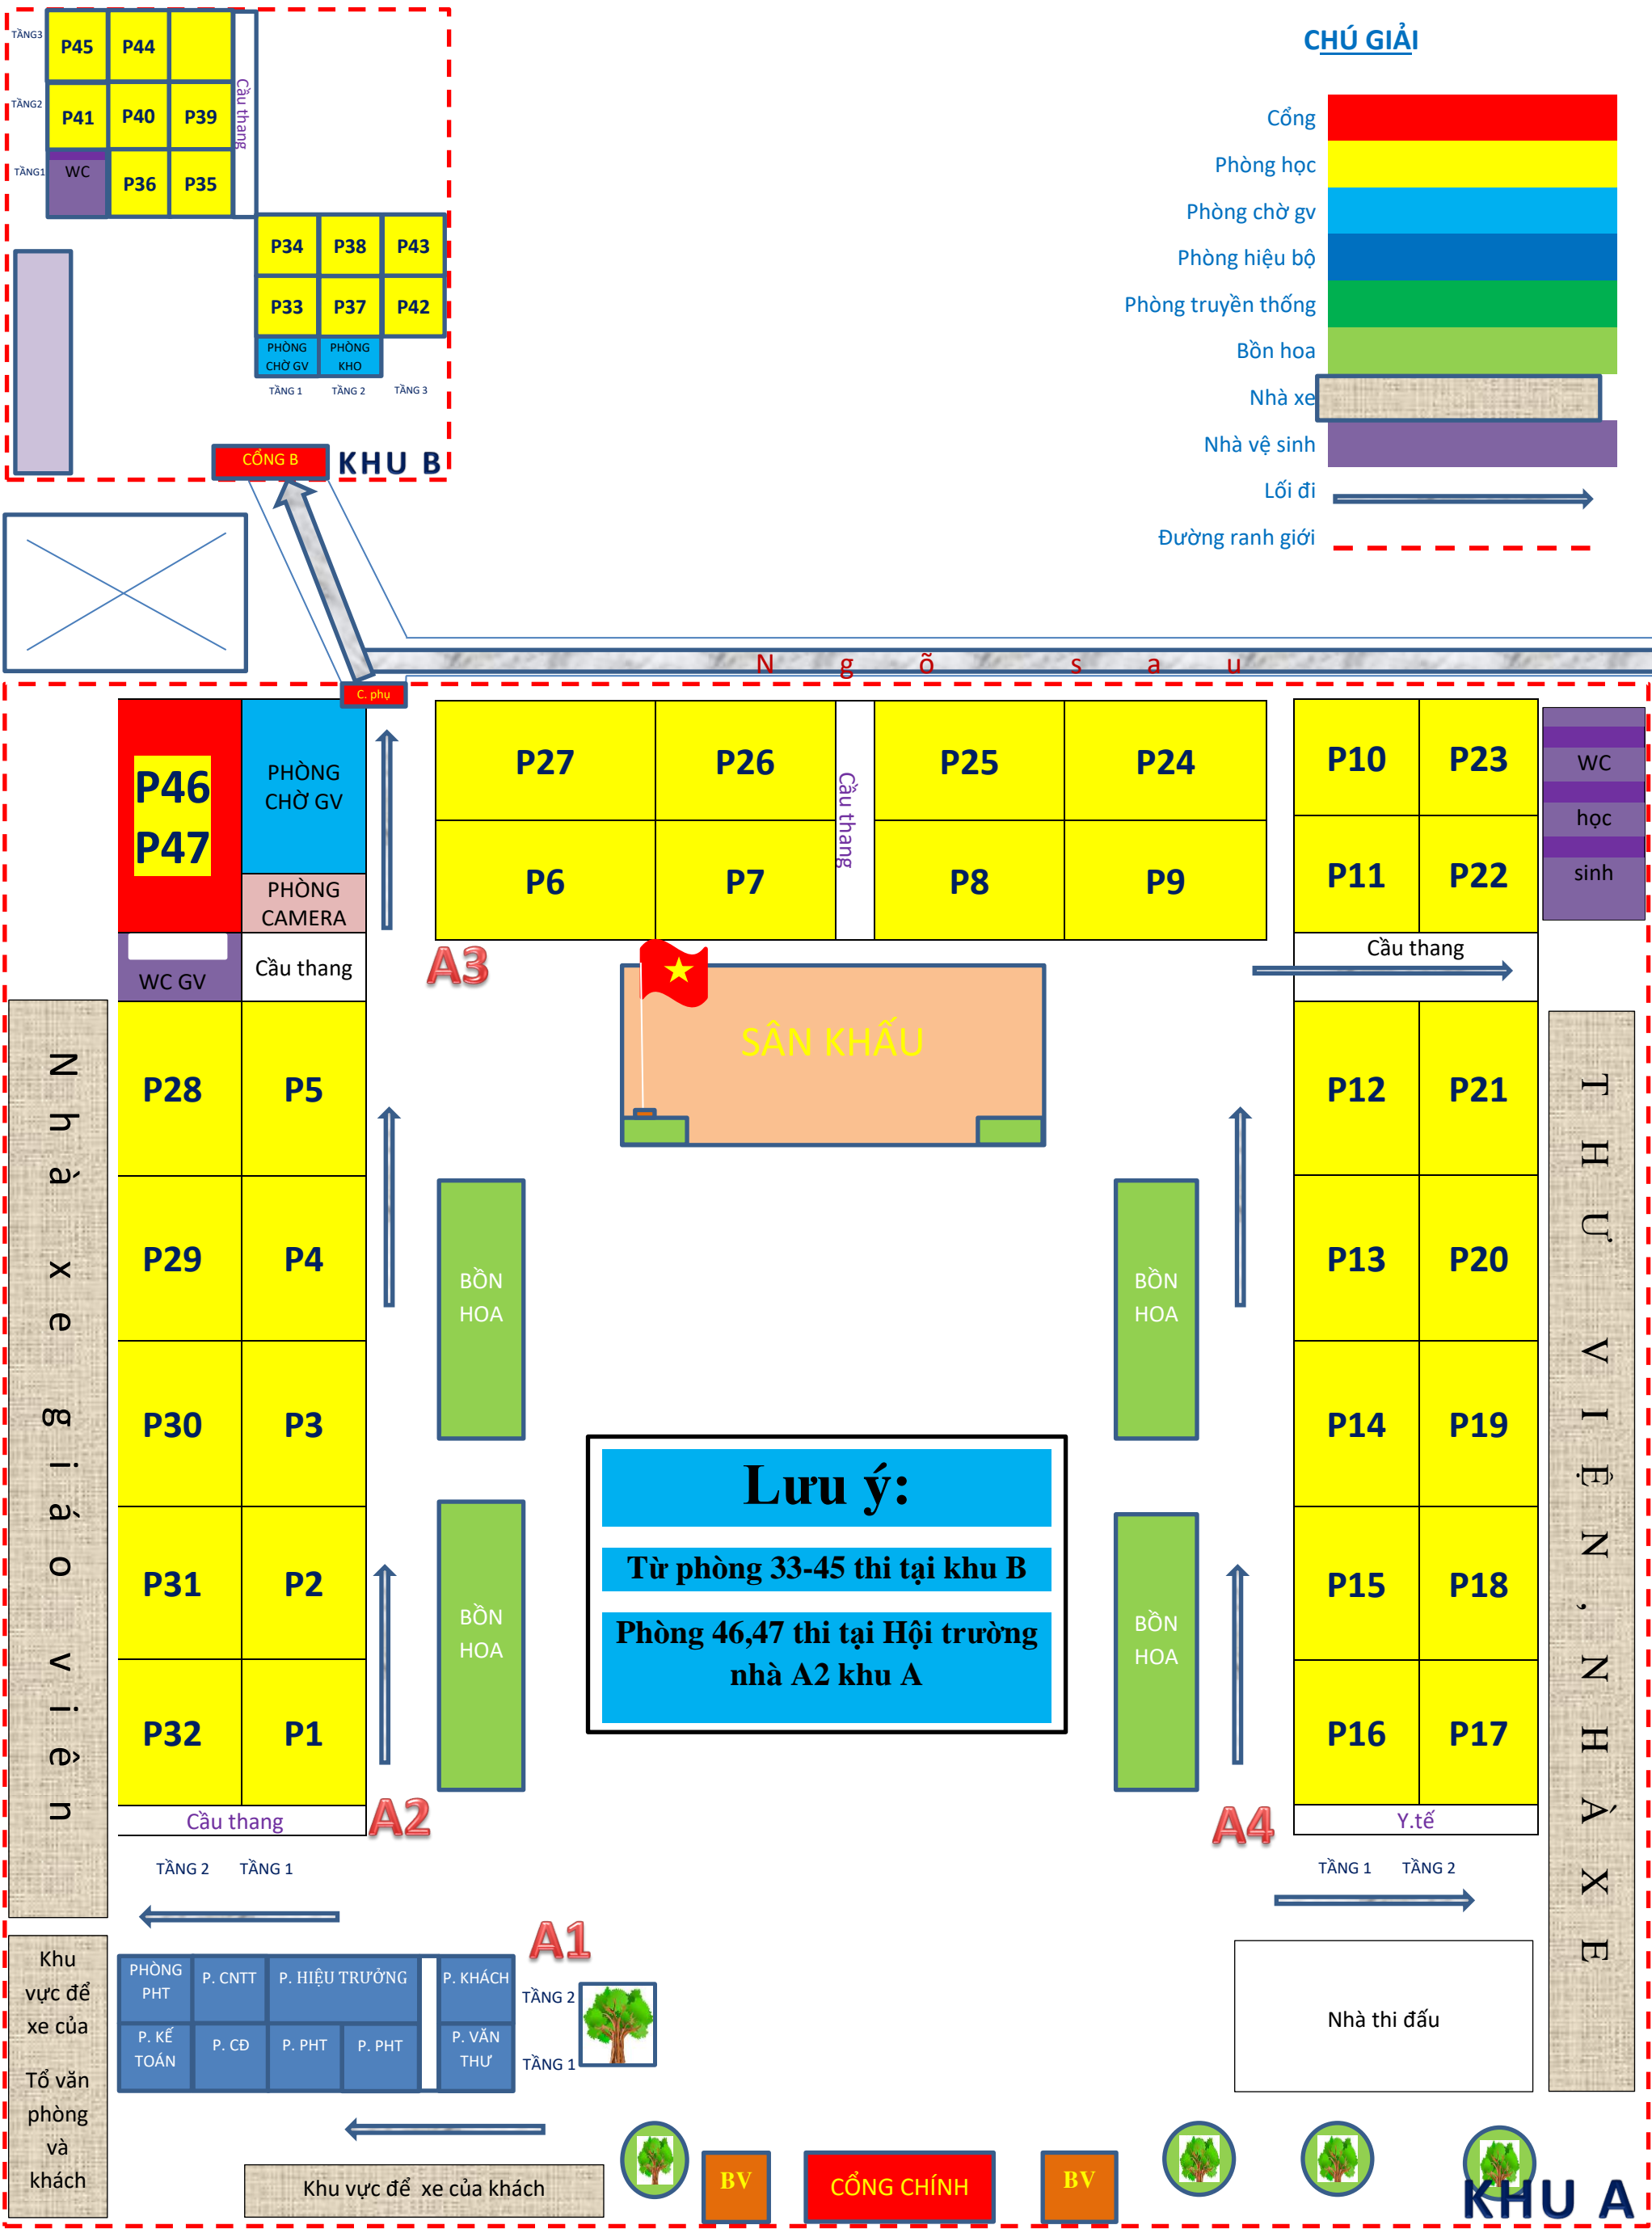 TẦNG3
P45 P44
TẦNG2
P41 P40 P39
Cầu thang
TẦNG1
WC
P36 P35
P34 P38 P43
P33 P37 P42
PHÒNG CHỜ GV
PHÒNG KHO
TẦNG 1 TẦNG 2 TẦNG 3
CỔNG B
KHU B
CHÚ GIẢI
Cổng
Phòng học
Phòng chờ gv
Phòng hiệu bộ
Phòng truyền thống
Bồn hoa
Nhà xe
Nhà vệ sinh
Lối đi
Đường ranh giới
Ngõ sau
C. phụ
P46
P47
PHÒNG
CHỜ GV
PHÒNG
CAMERA
WC GV
Cầu thang
P27 P26 P25 P24
Cầu thang
P6 P7 P8 P9
P10 P23
P11 P22
WC
học
sinh
Cầu thang
A3
SÂN KHẤU
Nhà xe giáo viên
P28 P5
P29 P4
P30 P3
P31 P2
P32 P1
Cầu thang
A2
TẦNG 2 TẦNG 1
BỒN
HOA
BỒN
HOA
BỒN
HOA
BỒN
HOA
Lưu ý:
Từ phòng 33-45 thi tại khu B
Phòng 46,47 thi tại Hội trường
nhà A2 khu A
P12 P21
P13 P20
P14 P19
P15 P18
P16 P17
Y.tế
A4
TẦNG 1 TẦNG 2
THƯ VIỆN, NHÀ XE
A1
Khu
vực để
xe của
Tổ văn
phòng
và
khách
PHÒNG
PHT
P. CNTT
P. HIỆU TRƯỞNG
P. KHÁCH
TẦNG 2
P. KẾ
TOÁN
P. CĐ
P. PHT
P. PHT
P. VĂN
THƯ
TẦNG 1
Nhà thi đấu
Khu vực để xe của khách
BV
CỔNG CHÍNH
BV
KHU A